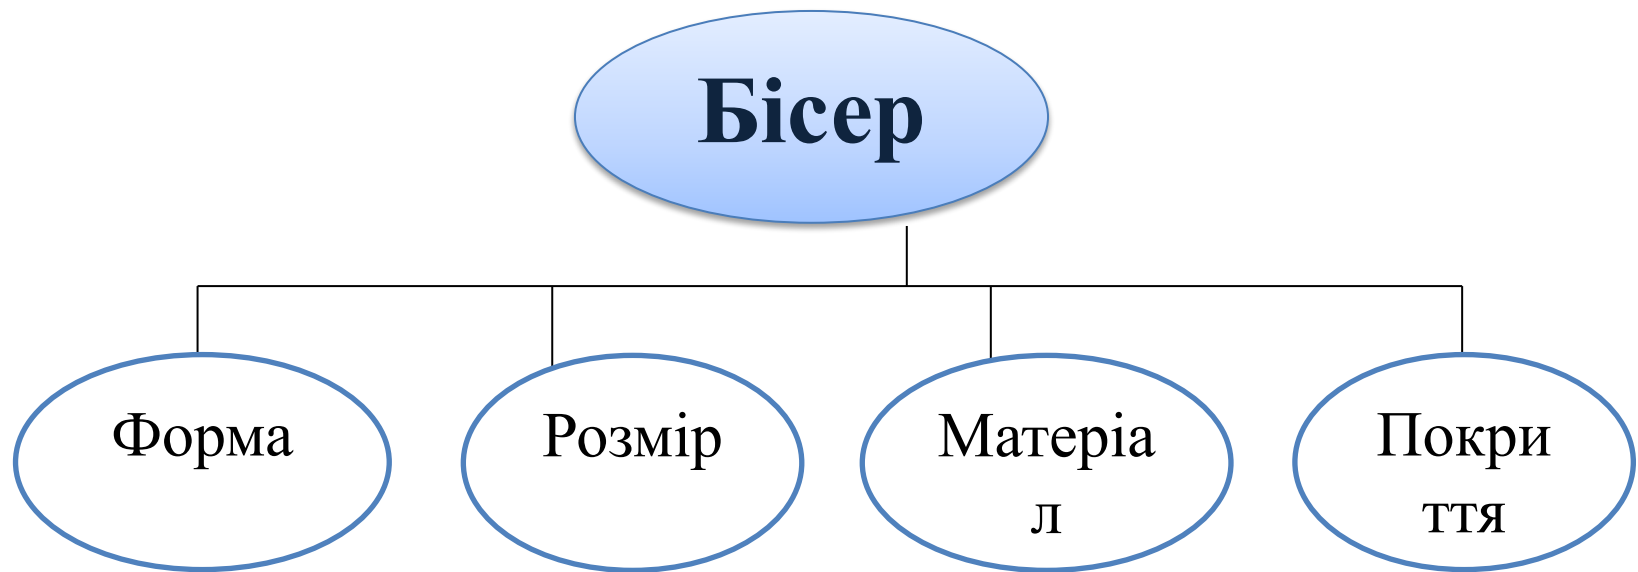 Бісер
Форма
Розмір
Матеріа
л
Покри
ття